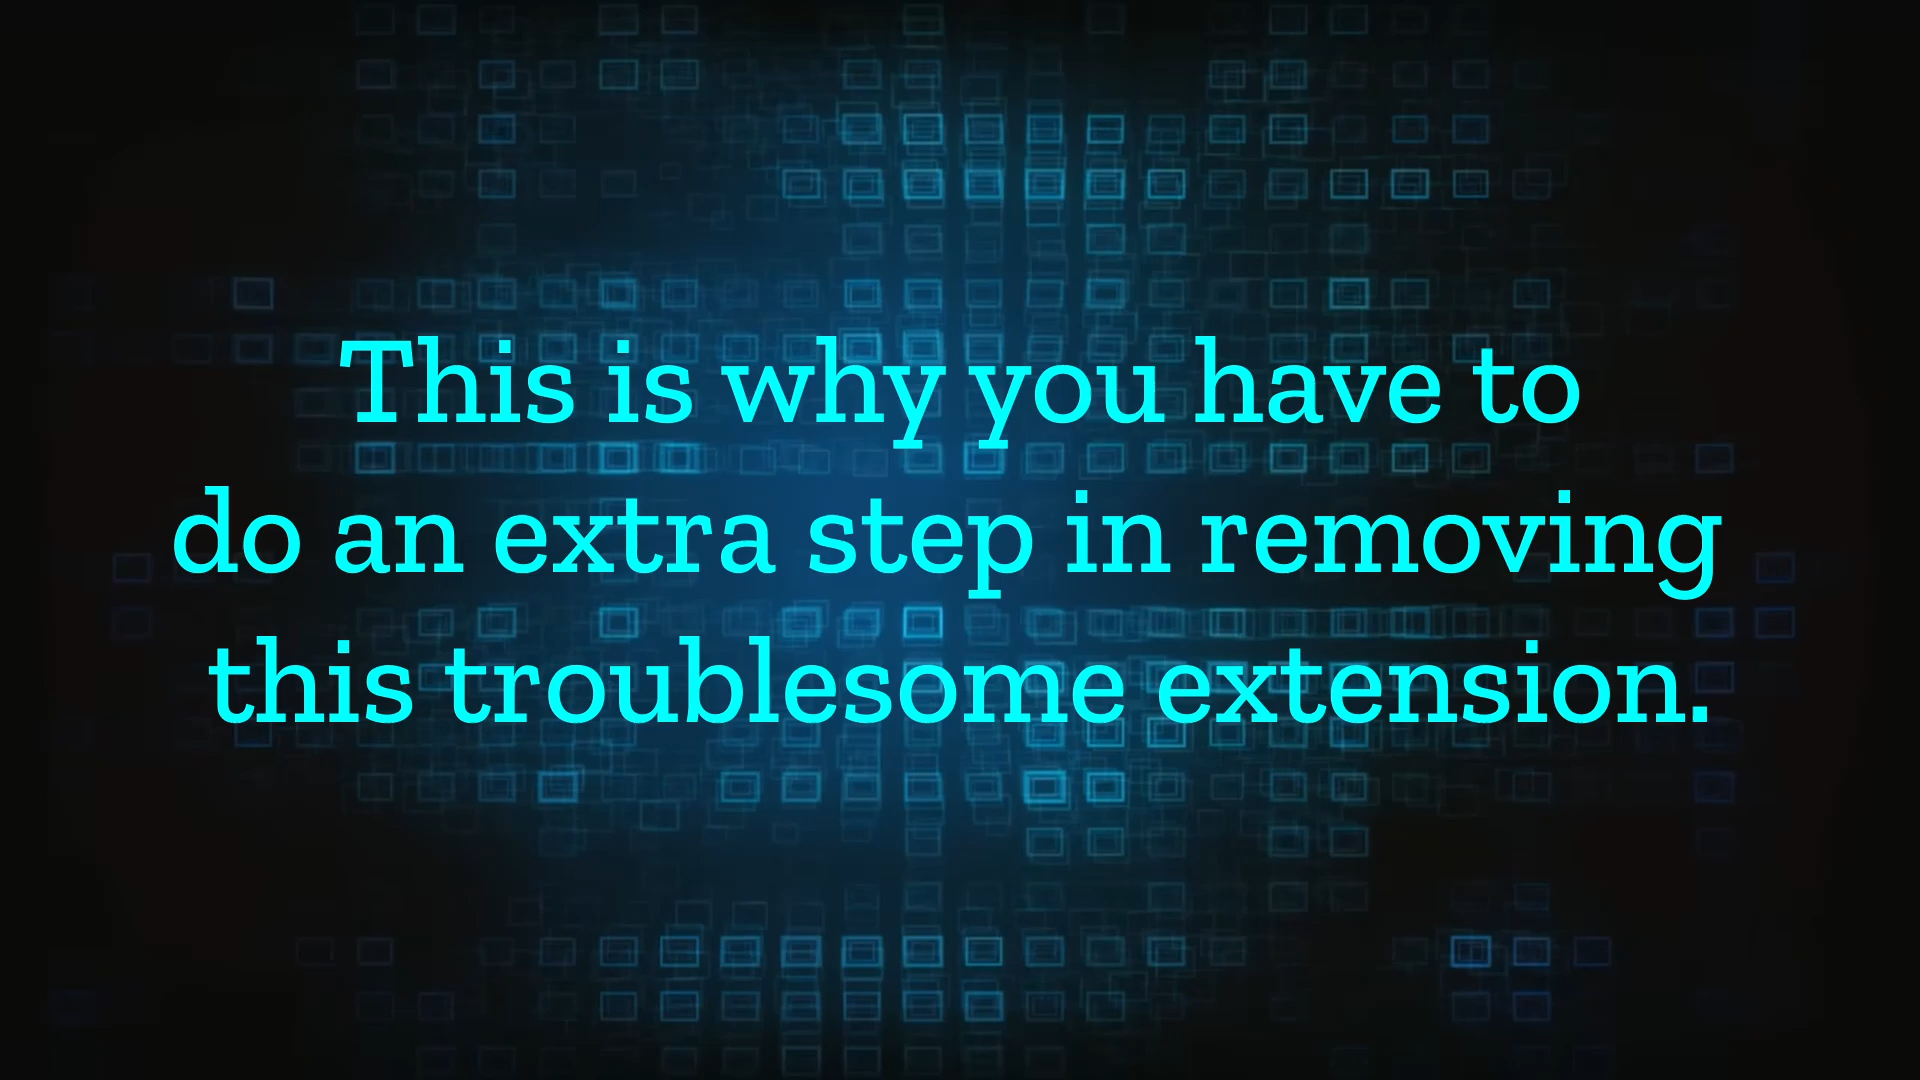 This is why you have to
do an extra step in removing
this troublesome extension.